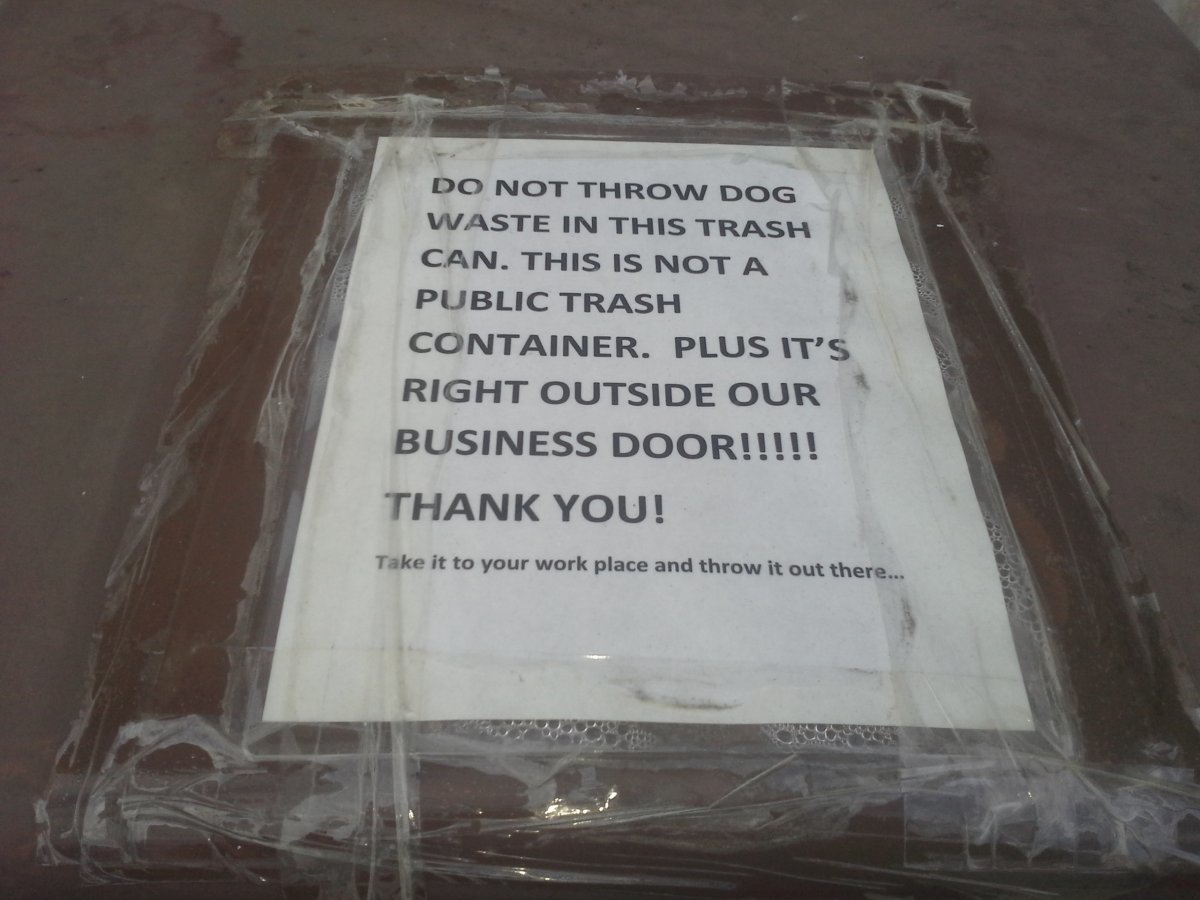 DO NOT THROW DOG
WASTE IN THIS TRASH
CAN. THIS IS NOT A
PUBLIC TRASH
CONTAINER.  PLUS IT’S
RIGHT OUTSIDE OUR
BUSINESS DOOR!!!!!
THANK YOU!
Take it to your work place and throw it out there...